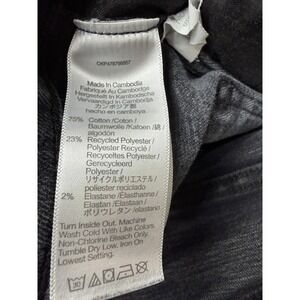 Made in Cambodia
Fabriqué Au Cambodge
Hergestellt in Kambodscha
Vervaardigd in Cambodja
カンボジア製
hecho en camboya
75% Cotton /Coton /
Baumwolle /Katoen /綿
algodón
23% Recycled Polyester /
Polyester Recyclé /
Recyceltes Polyester /
Gerecycleerd
Polyester /
リサイクルポリエステル /
poliester reciclado
2% Elastane /Élasthanne /
Elastan /Elastaan /
ポリウレタン /elastano
Turn Inside Out. Machine
Wash Cold With Like Colors.
Non-Chlorine Bleach Only.
Tumble Dry Low. Iron On
Lowest Setting.